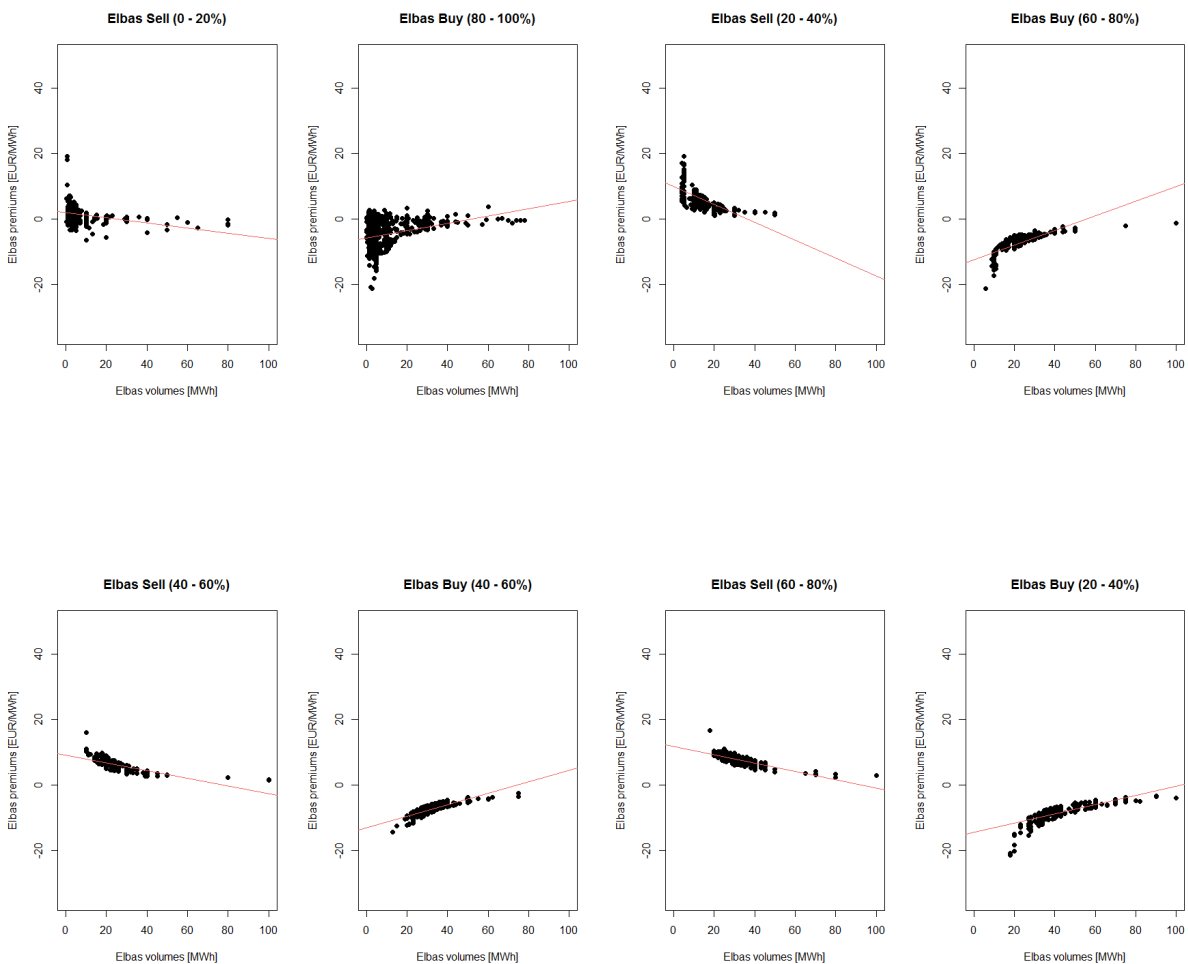 Elbas Sell (0 - 20%)
Elbas premiums [EUR/MWh]
40
20
0
-20
0 20 40 60 80 100
Elbas volumes [MWh]
Elbas Buy (80 - 100%)
Elbas premiums [EUR/MWh]
40
20
0
-20
0 20 40 60 80 100
Elbas volumes [MWh]
Elbas Sell (20 - 40%)
Elbas premiums [EUR/MWh]
40
20
0
-20
0 20 40 60 80 100
Elbas volumes [MWh]
Elbas Buy (60 - 80%)
Elbas premiums [EUR/MWh]
40
20
0
-20
0 20 40 60 80 100
Elbas volumes [MWh]
Elbas Sell (40 - 60%)
Elbas premiums [EUR/MWh]
40
20
0
-20
0 20 40 60 80 100
Elbas volumes [MWh]
Elbas Buy (40 - 60%)
Elbas premiums [EUR/MWh]
40
20
0
-20
0 20 40 60 80 100
Elbas volumes [MWh]
Elbas Sell (60 - 80%)
Elbas premiums [EUR/MWh]
40
20
0
-20
0 20 40 60 80 100
Elbas volumes [MWh]
Elbas Buy (20 - 40%)
Elbas premiums [EUR/MWh]
40
20
0
-20
0 20 40 60 80 100
Elbas volumes [MWh]